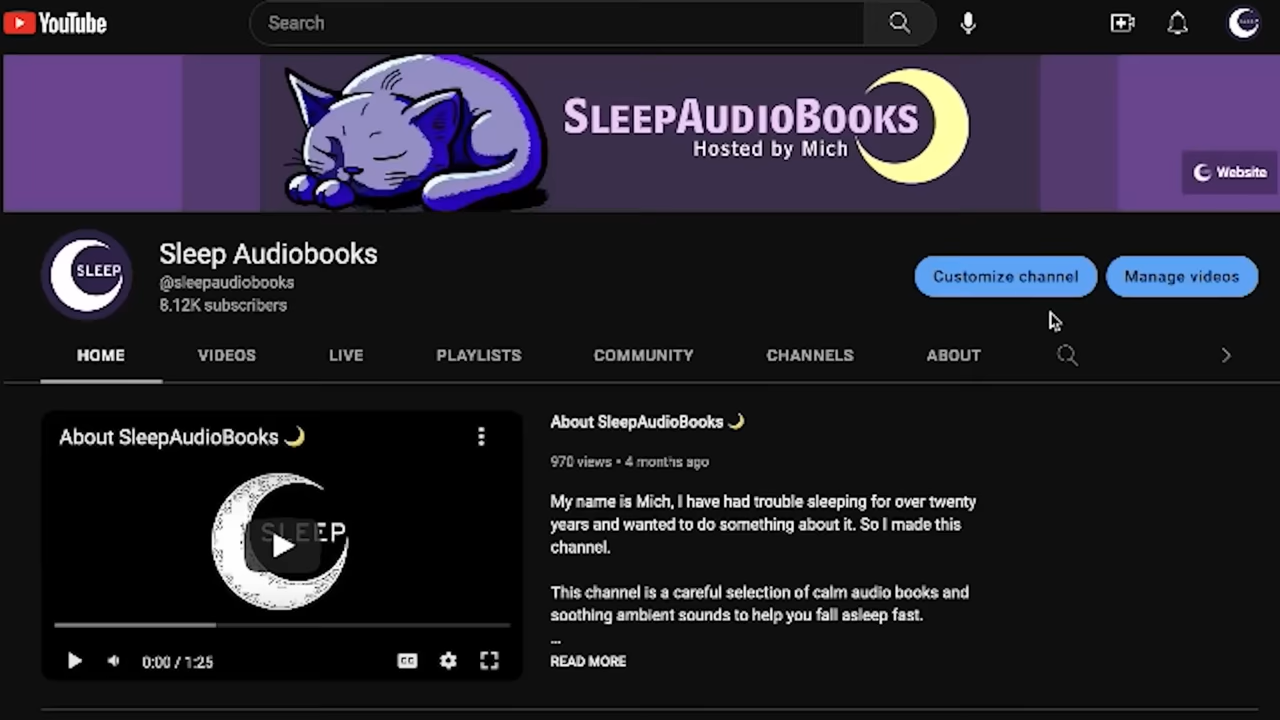 YouTube
Search
SLEEP
SLEEPAUDIOBOOKS
Hosted by Mich
Website
SLEEP
Sleep Audiobooks
@sleepaudiobooks
8.12K subscribers
Customize channel
Manage videos
HOME VIDEOS LIVE PLAYLISTS COMMUNITY CHANNELS ABOUT
About SleepAudioBooks 🌙
SLEEP
0:00 / 1:25
CC
About SleepAudioBooks 🌙
970 views • 4 months ago
My name is Mich, I have had trouble sleeping for over twenty
years and wanted to do something about it. So I made this
channel.
This channel is a careful selection of calm audio books and
soothing ambient sounds to help you fall asleep fast.
...
READ MORE